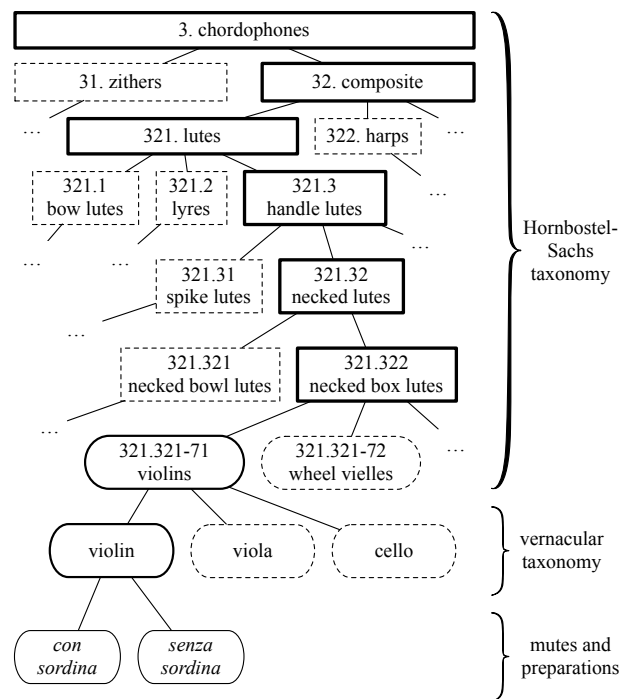 3. chordophones
31. zithers
32. composite
...
...
321. lutes
322. harps
321.1
bow lutes
321.2
lyres
321.3
handle lutes
...
Hornbostel-
Sachs
taxonomy
...
...
...
321.31
spike lutes
321.32
necked lutes
...
321.321
necked bowl lutes
321.322
necked box lutes
...
321.321-71
violins
321.321-72
wheel vielles
...
violin
viola
cello
vernacular
taxonomy
con
sordina
senza
sordina
mutes and
preparations